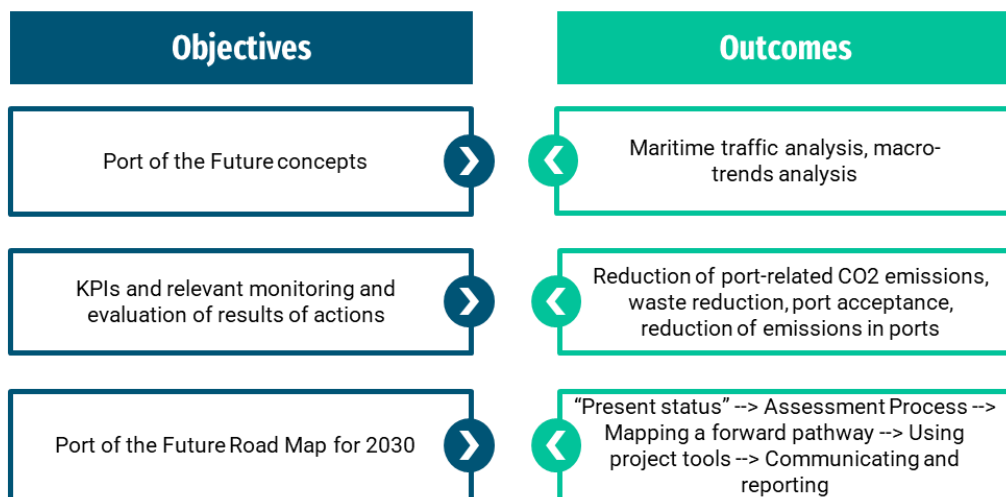 Objectives
Outcomes
Port of the Future concepts
Maritime traffic analysis, macro-
trends analysis
KPIs and relevant monitoring and
evaluation of results of actions
Reduction of port-related CO2 emissions,
waste reduction, port acceptance,
reduction of emissions in ports
Port of the Future Road Map for 2030
“Present status” --> Assessment Process -->
Mapping a forward pathway --> Using
project tools --> Communicating and
reporting